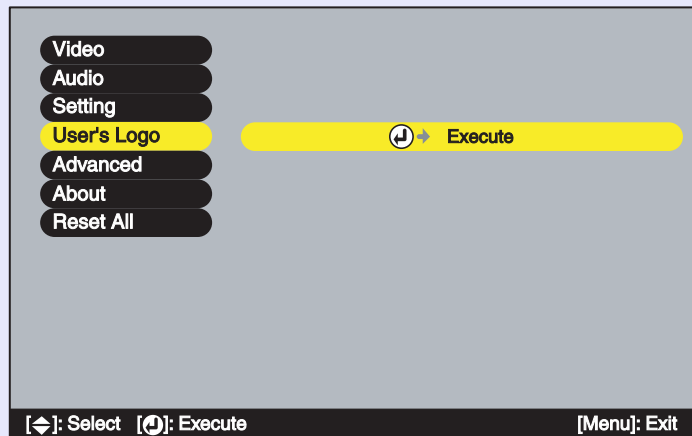 Video
Audio
Setting
User's Logo
Execute
Advanced
About
Reset All
[]: Select []: Execute [Menu]: Exit